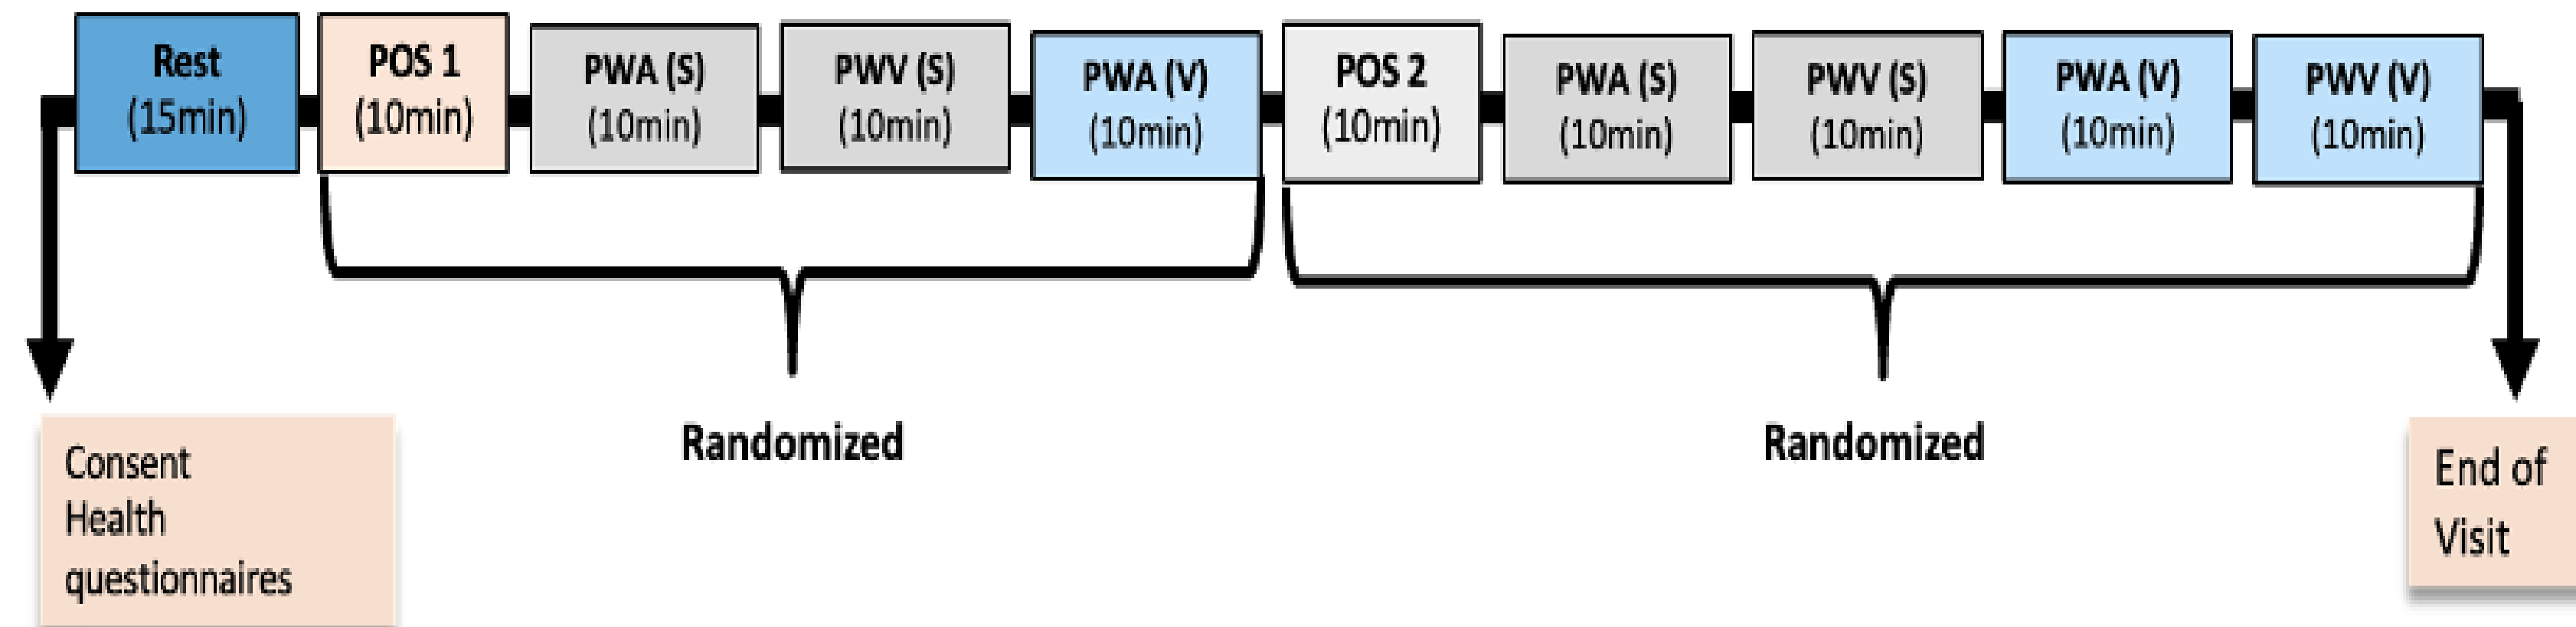 Rest
(15min)
POS 1
(10min)
PWA (S)
(10min)
PWV (S)
(10min)
PWA (V)
(10min)
POS 2
(10min)
PWA (S)
(10min)
PWV (S)
(10min)
PWA (V)
(10min)
PWV (V)
(10min)
Randomized
Randomized
Consent
Health
questionnaires
End of
Visit